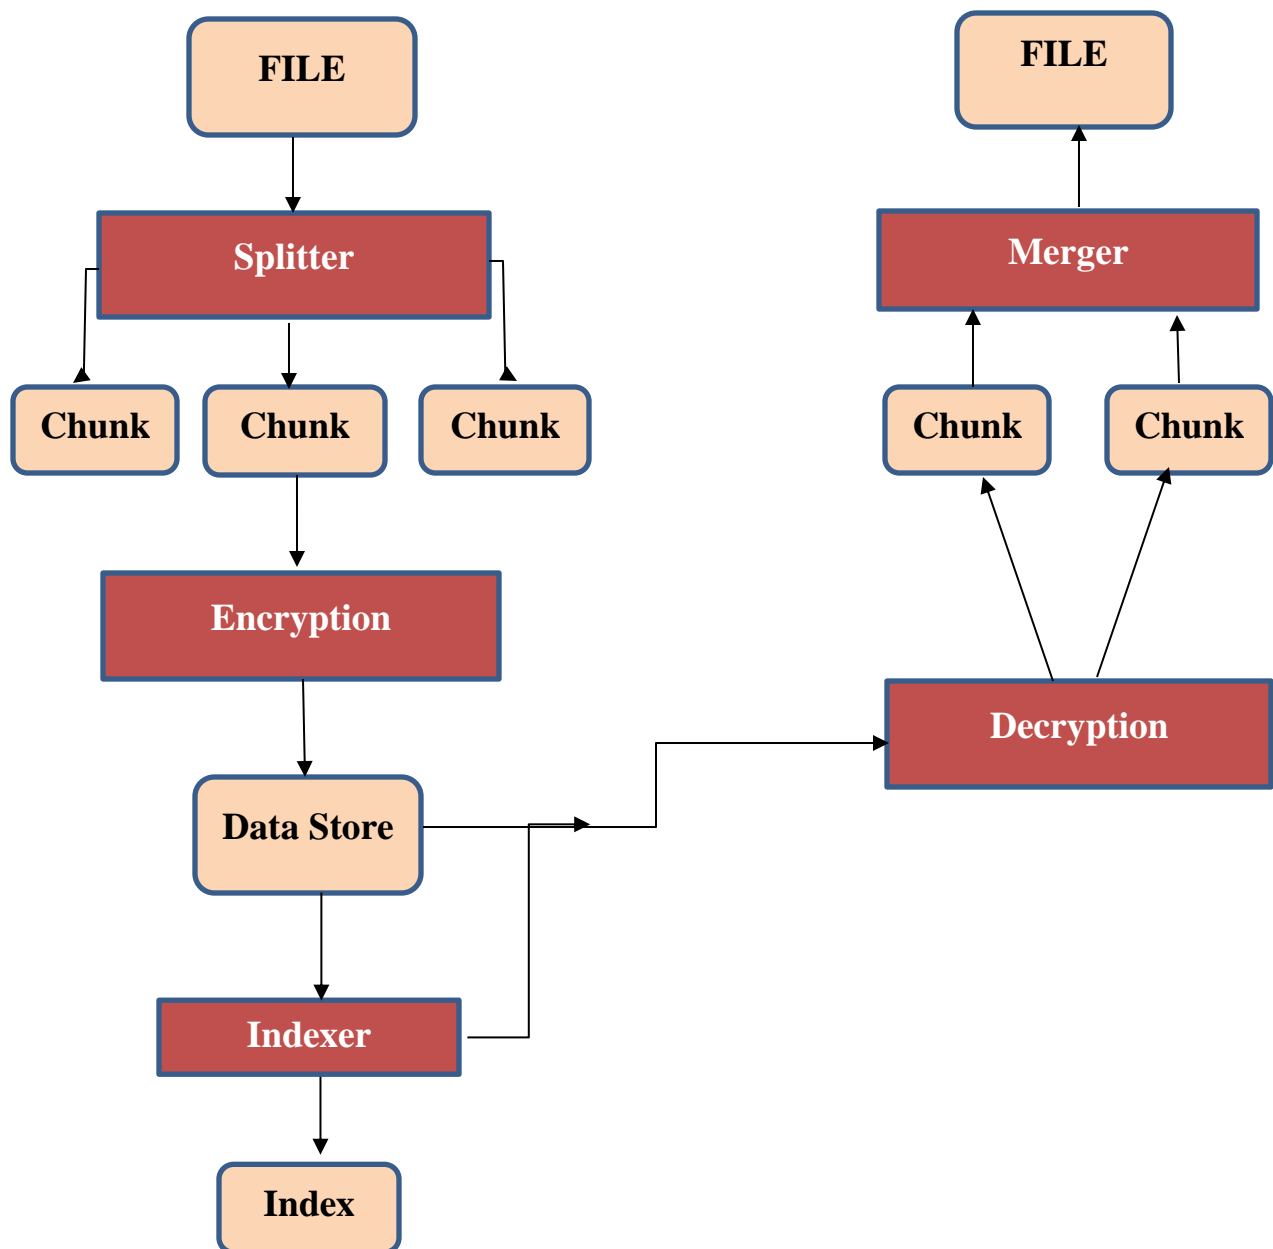 FILE
Splitter
Chunk
Chunk
Chunk
Encryption
Data Store
Indexer
Index
FILE
Merger
Chunk
Chunk
Decryption